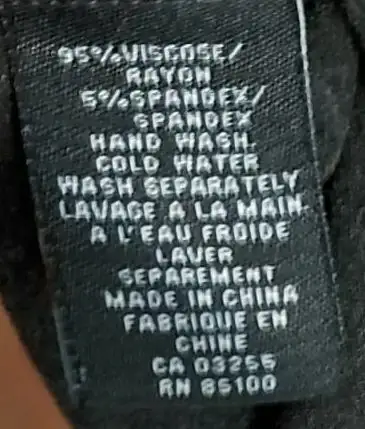 95% VISCOSE/
RAYON
5% SPANDEX/
SPANDEX
HAND WASH.
COLD WATER
WASH SEPARATELY
LAVAGE A LA MAIN.
A L'EAU FROIDE
LAVER
SEPAREMENT
MADE IN CHINA
FABRIQUE EN
CHINE
CA 03255
RN 85100